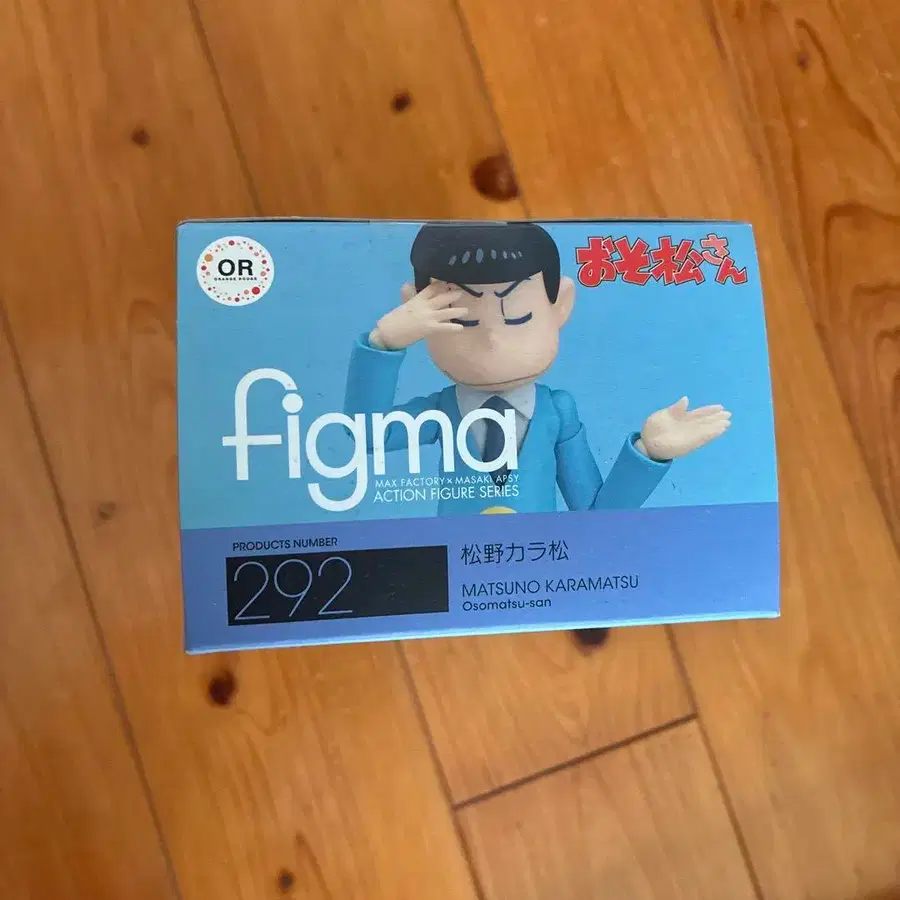 OR
ORANGE ROUGE
おそ松さん
figma
MAX FACTORY × MASAKI APSY
ACTION FIGURE SERIES
PRODUCTS NUMBER
292
松野カラ松
MATSUNO KARAMATSU
Osomatsu-san